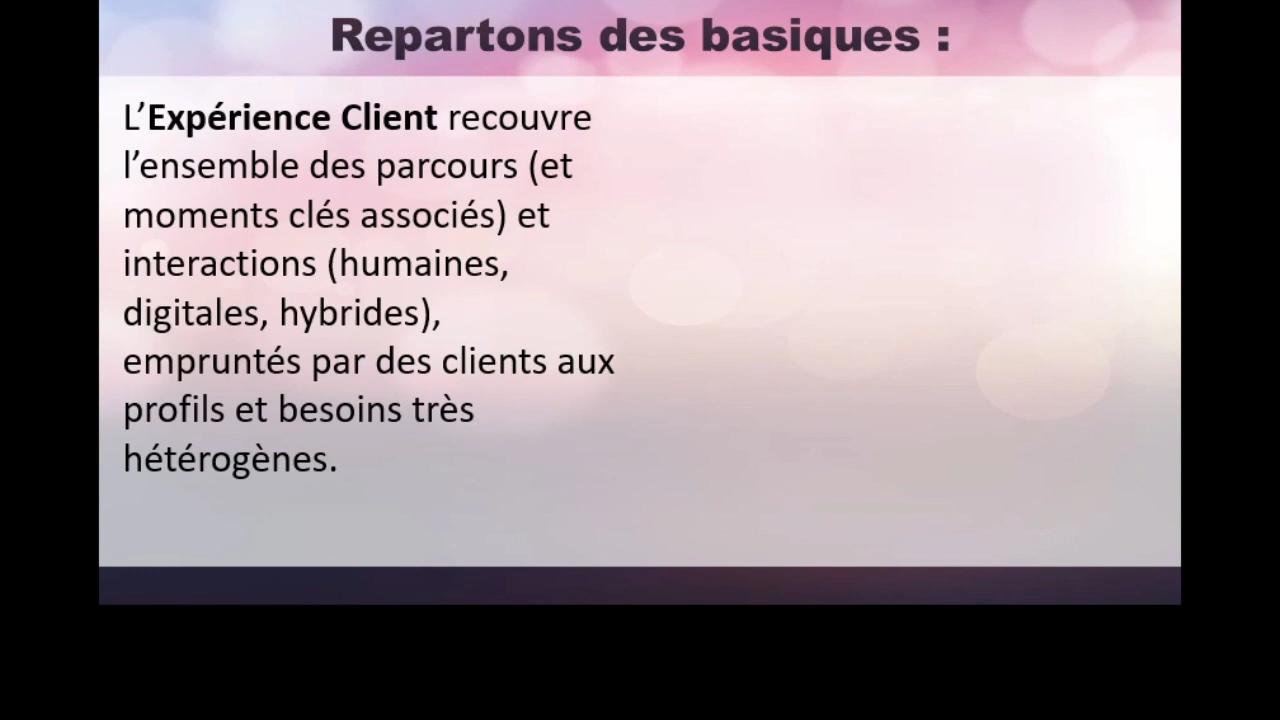 Repartons des basiques :
L’Expérience Client recouvre
l’ensemble des parcours (et
moments clés associés) et
interactions (humaines,
digitales, hybrides),
empruntés par des clients aux
profils et besoins très
hétérogènes.